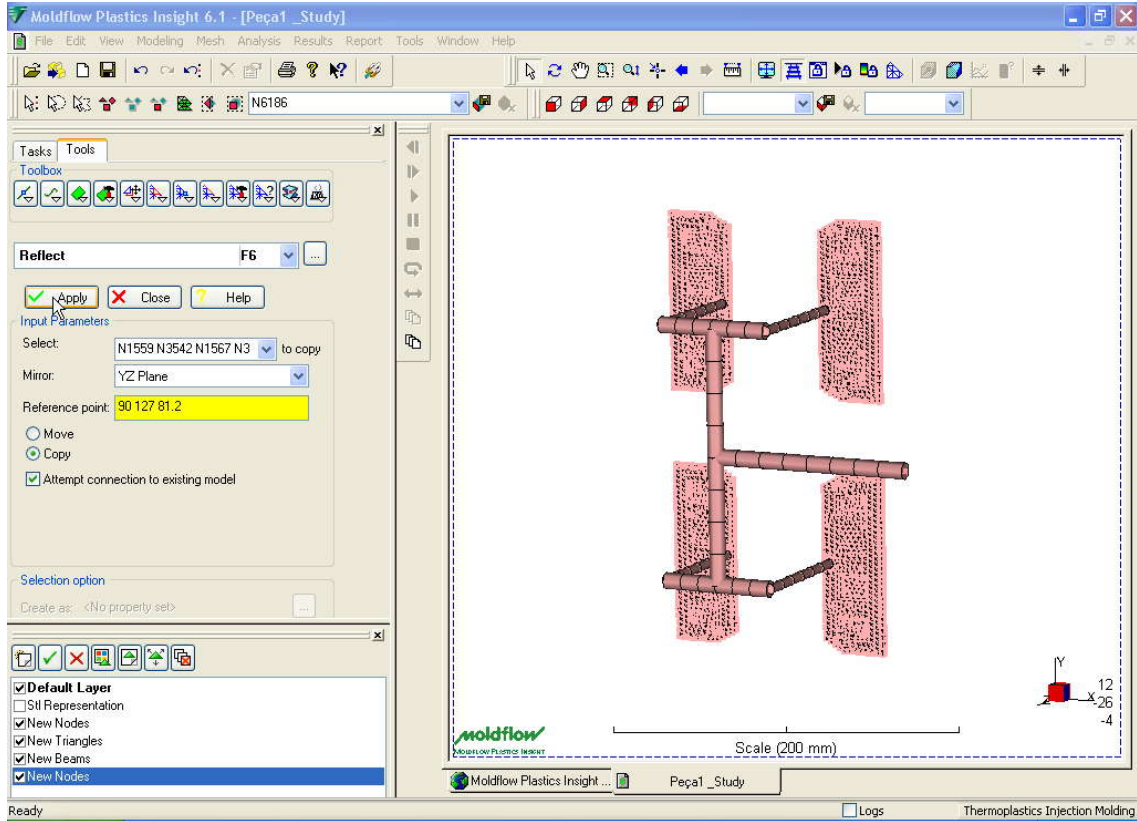 Moldflow Plastics Insight 6.1 - [Peça1 _Study]
File Edit View Modeling Mesh Analysis Results Report Tools Window Help
N6186
Tasks Tools
Toolbox
Reflect F6 ...
Apply Close ? Help
Input Parameters
Select: N1559 N3542 N1567 N3 to copy
Mirror: YZ Plane
Reference point: 90 127 81.2
Move
Copy
Attempt connection to existing model
Selection option
Create as: <No property set> ...
Default Layer
Stl Representation
New Nodes
New Triangles
New Beams
New Nodes
Y
Z X
12
-26
-4
moldflow
MOLDFLOW PLASTICS INSIGHT
Scale (200 mm)
Moldflow Plastics Insight ... Peça1 _Study
Ready Logs Thermoplastics Injection Molding